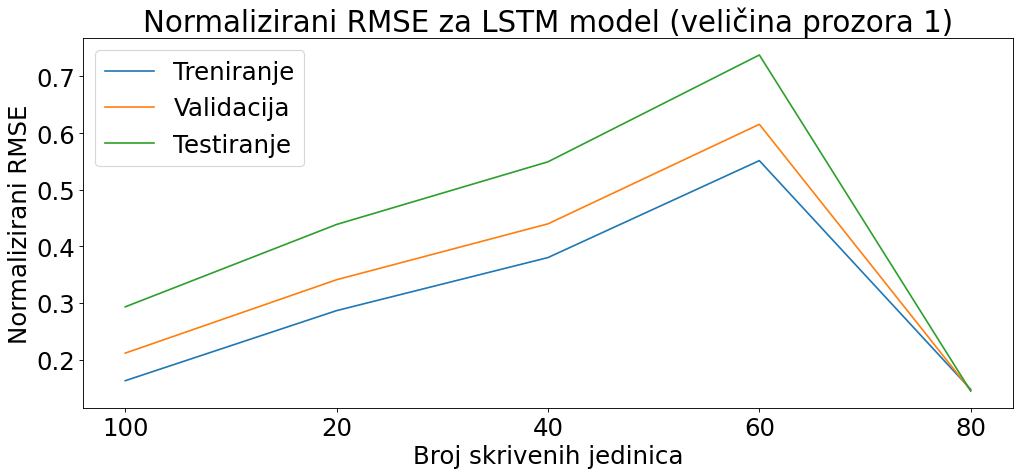 Normalizirani RMSE za LSTM model (veličina prozora 1)
Normalizirani RMSE
0.7
0.6
0.5
0.4
0.3
0.2
Treniranje
Validacija
Testiranje
100 20 40 60 80
Broj skrivenih jedinica